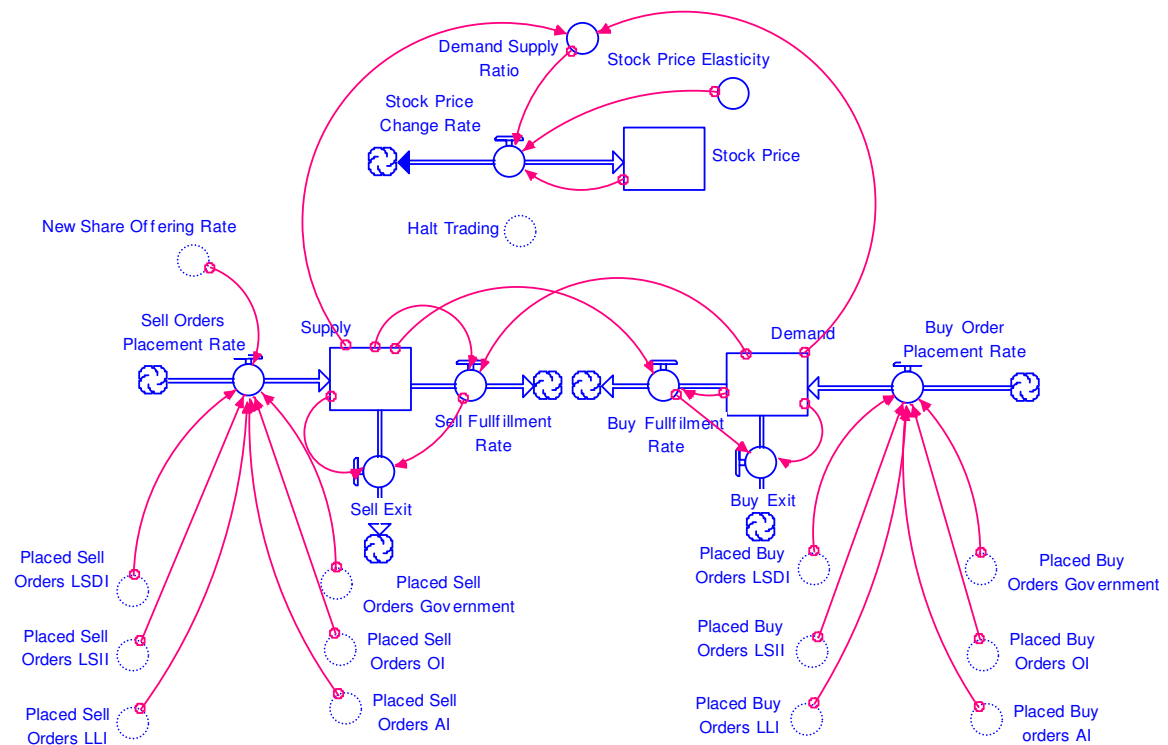 Demand Supply
Ratio
Stock Price Elasticity
Stock Price
Change Rate
Stock Price
New Share Offering Rate
Halt Trading
Sell Orders
Placement Rate
Supply
Demand
Buy Order
Placement Rate
Sell Fullfillment
Rate
Buy Fullfilment
Rate
Sell Exit
Buy Exit
Placed Sell
Orders LSDI
Placed Sell
Orders Government
Placed Buy
Orders LSDI
Placed Buy
Orders Government
Placed Sell
Orders LSII
Placed Sell
Orders OI
Placed Buy
Orders LSII
Placed Buy
Orders OI
Placed Sell
Orders LLI
Placed Sell
Orders AI
Placed Buy
Orders LLI
Placed Buy
orders AI